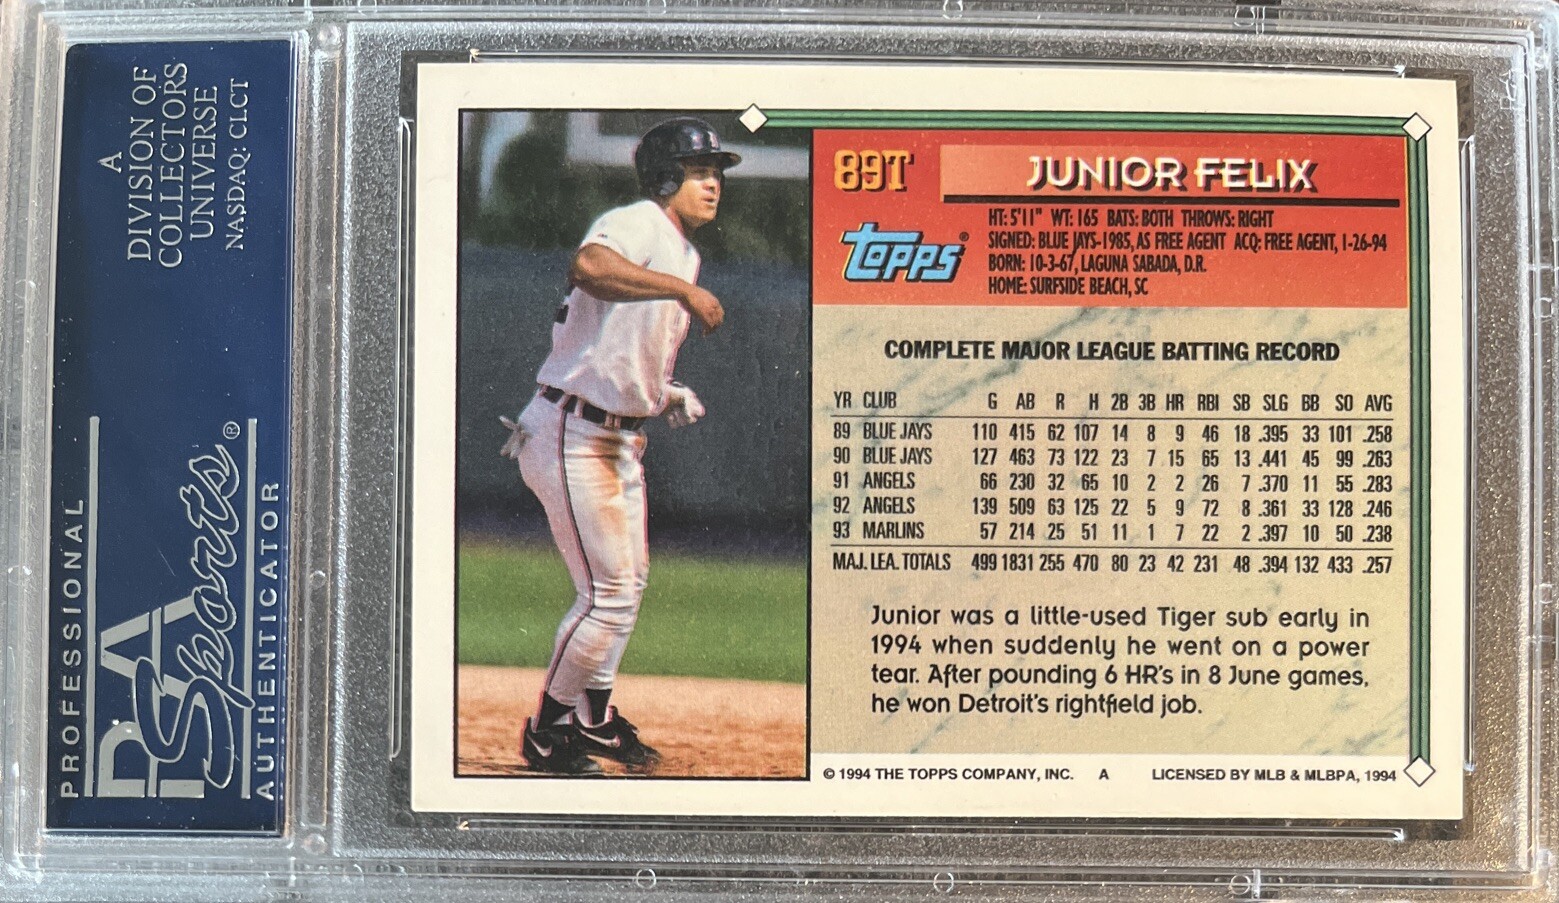 A
DIVISION OF
COLLECTORS
UNIVERSE
NASDAQ: CLCT
PROFESSIONAL
PSA
Sports®
AUTHENTICATOR
89T
JUNIOR FELIX
Topps®
HT: 5'11" WT: 165 BATS: BOTH THROWS: RIGHT
SIGNED: BLUE JAYS-1985, AS FREE AGENT ACQ: FREE AGENT, 1-26-94
BORN: 10-3-67, LAGUNA SABADA, D.R.
HOME: SURFSIDE BEACH, SC
COMPLETE MAJOR LEAGUE BATTING RECORD
YR CLUB G AB R H 2B 3B HR RBI SB SLG BB SO AVG
89 BLUE JAYS 110 415 62 107 14 8 9 46 18 .395 33 101 .258
90 BLUE JAYS 127 463 73 122 23 7 15 65 13 .441 45 99 .263
91 ANGELS 66 230 32 65 10 2 2 26 7 .370 11 55 .283
92 ANGELS 139 509 63 125 22 5 9 72 8 .361 33 128 .246
93 MARLINS 57 214 25 51 11 1 7 22 2 .397 10 50 .238
MAJ. LEA. TOTALS 499 1831 255 470 80 23 42 231 48 .394 132 433 .257
Junior was a little-used Tiger sub early in
1994 when suddenly he went on a power
tear. After pounding 6 HR's in 8 June games,
he won Detroit's rightfield job.
© 1994 THE TOPPS COMPANY, INC. A LICENSED BY MLB & MLBPA, 1994